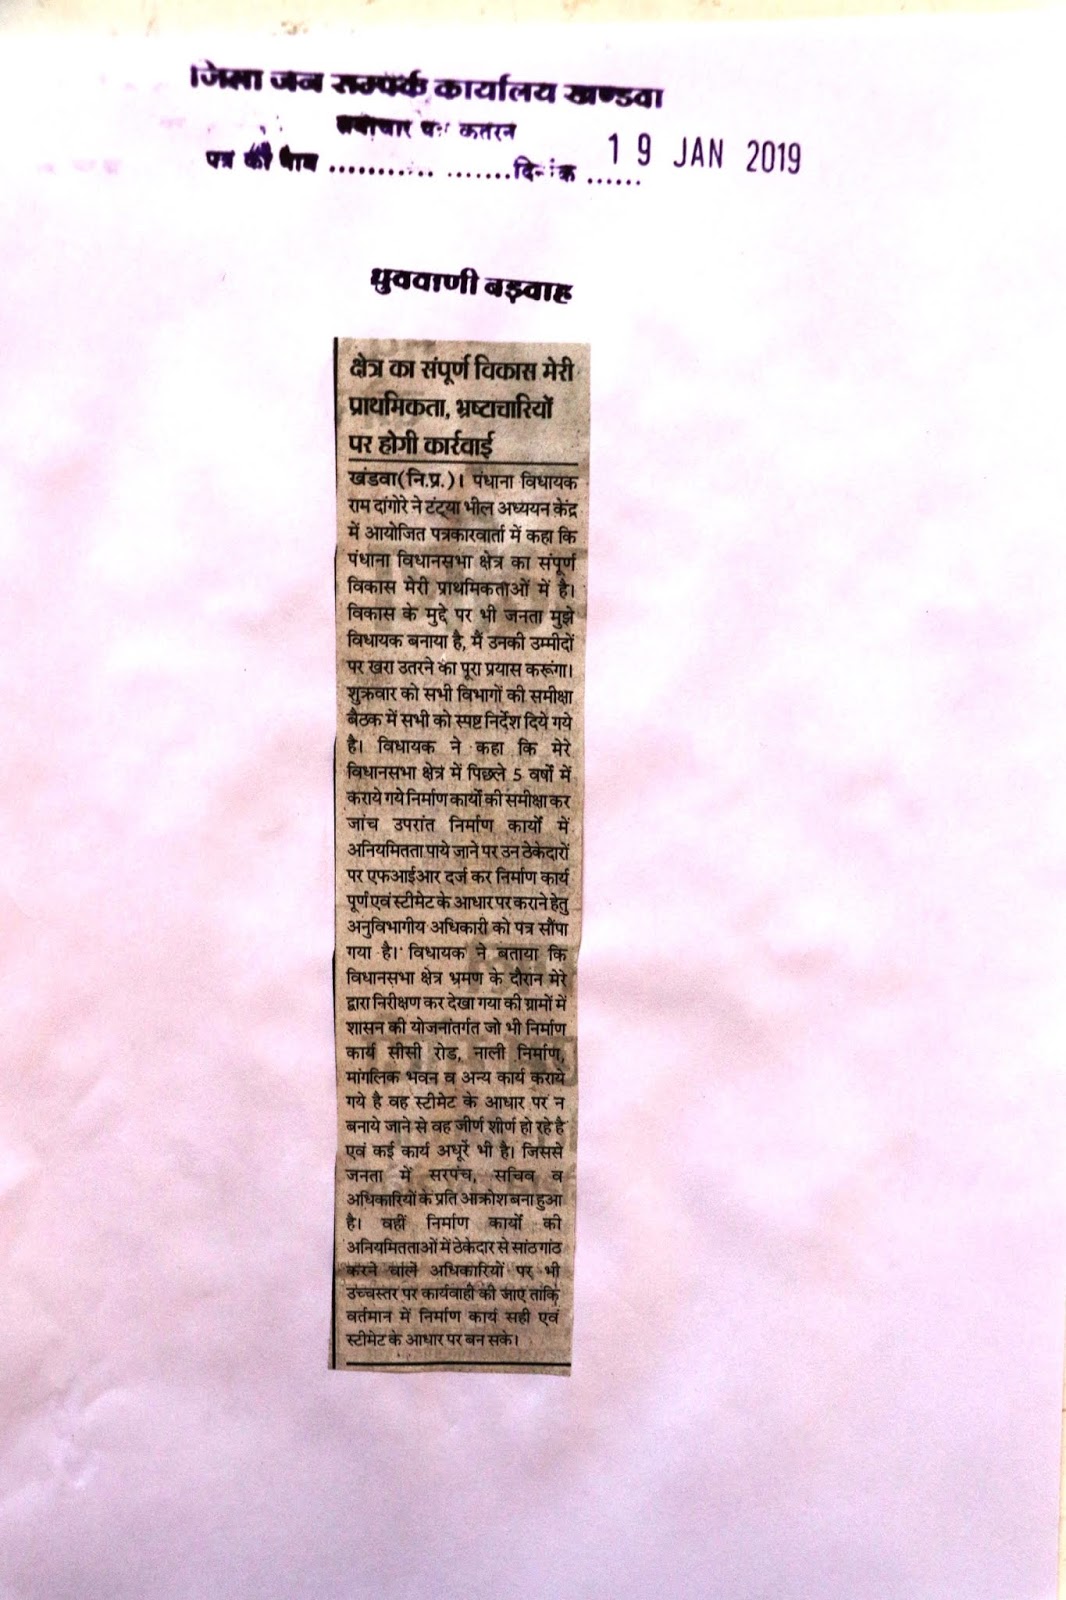 जिला जन सम्पर्क कार्यालय खण्डवा
समाचार पत्र कतरन
पत्र का नाम .................. दिनांक ...... 19 JAN 2019
ध्रुववाणी बड़वाह
क्षेत्र का संपूर्ण विकास मेरी
प्राथमिकता, भ्रष्टाचारियों
पर होगी कार्रवाई
खंडवा(नि.प्र.)। पंधाना विधायक
राम दांगोरे ने टंट्या भील अध्ययन केंद्र
में आयोजित पत्रकारवार्ता में कहा कि
पंधाना विधानसभा क्षेत्र का संपूर्ण
विकास मेरी प्राथमिकताओं में है।
विकास के मुद्दे पर भी जनता मुझे
विधायक बनाया है, मैं उनकी उम्मीदों
पर खरा उतरने का पूरा प्रयास करूंगा।
शुक्रवार को सभी विभागों की समीक्षा
बैठक में सभी को स्पष्ट निर्देश दिये गये
है। विधायक ने कहा कि मेरे
विधानसभा क्षेत्र में पिछले 5 वर्षों में
कराये गये निर्माण कार्यों की समीक्षा कर
जांच उपरांत निर्माण कार्यों में
अनियमितता पाये जाने पर उन ठेकेदारों
पर एफआईआर दर्ज कर निर्माण कार्य
पूर्ण एवं स्टीमेट के आधार पर कराने हेतु
अनुविभागीय अधिकारी को पत्र सौंपा
गया है। विधायक ने बताया कि
विधानसभा क्षेत्र भ्रमण के दौरान मेरे
द्वारा निरीक्षण कर देखा गया की ग्रामों में
शासन की योजनांतर्गत जो भी निर्माण
कार्य सीसी रोड, नाली निर्माण,
मांगलिक भवन व अन्य कार्य कराये
गये है वह स्टीमेट के आधार पर न
बनाये जाने से वह जीर्ण शीर्ण हो रहे है
एवं कई कार्य अधूरें भी है। जिससे
जनता में सरपंच, सचिव व
अधिकारियों के प्रति आक्रोश बना हुआ
है। वहीं निर्माण कार्यों की
अनियमितताओं में ठेकेदार से सांठगांठ
करने वालें अधिकारियों पर भी
उच्चस्तर पर कार्यवाही की जाए ताकि
वर्तमान में निर्माण कार्य सही एवं
स्टीमेट के आधार पर बन सके।